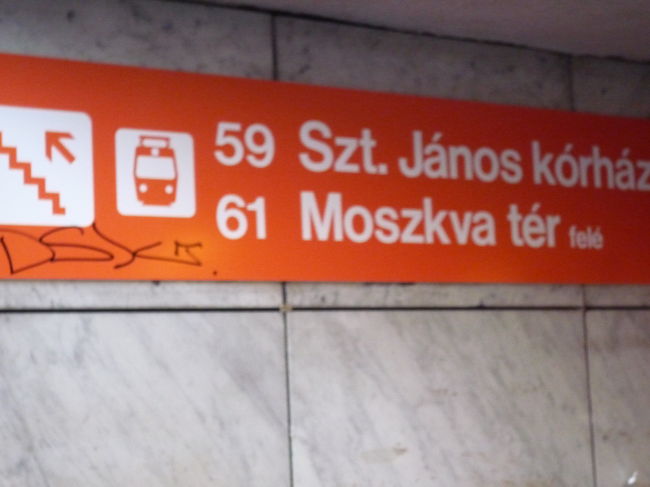 59 Szt. János kórház
61 Moszkva tér felé